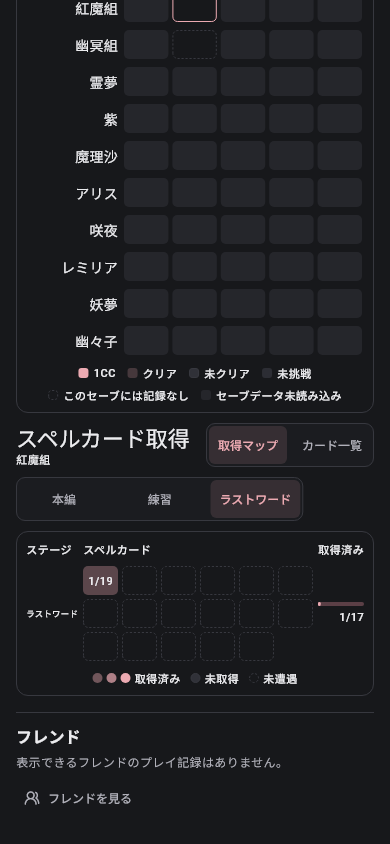 紅魔組
幽冥組
霊夢
紫
魔理沙
アリス
咲夜
レミリア
妖夢
幽々子
1CC クリア 未クリア 未挑戦
このセーブには記録なし セーブデータ未読み込み
スペルカード取得
紅魔組
取得マップ カード一覧
本編 練習 ラストワード
ステージ スペルカード 取得済み
1/19
ラストワード
1/17
取得済み 未取得 未遭遇
フレンド
表示できるフレンドのプレイ記録はありません。
フレンドを見る